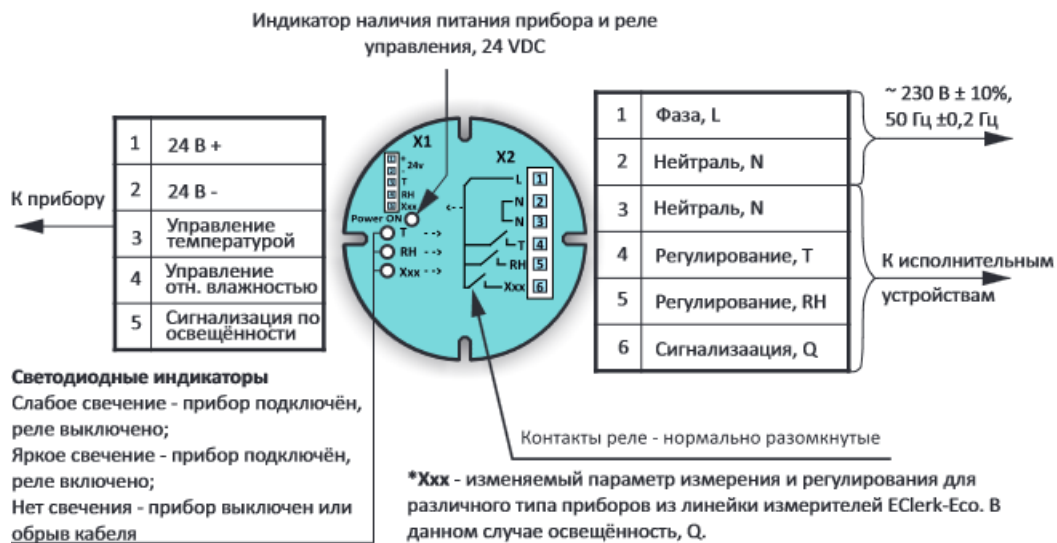 Индикатор наличия питания прибора и реле
управления, 24 VDC
К прибору
1 24 В +
2 24 В -
3 Управление
температурой
4 Управление
отн. влажностью
5 Сигнализация по
освещённости
X1
1 +
24v
2 -
3 T
4 RH
5 Xxx
Power ON
T -->
RH -->
Xxx -->
X2
<--
L 1
N 2
N 3
T 4
RH 5
Xxx 6
1 Фаза, L
2 Нейтраль, N
3 Нейтраль, N
4 Регулирование, T
5 Регулирование, RH
6 Сигнализаация, Q
~ 230 В ± 10%,
50 Гц ±0,2 Гц
К исполнительным
устройствам
Светодиодные индикаторы
Слабое свечение - прибор подключён,
реле выключено;
Яркое свечение - прибор подключён,
реле включено;
Нет свечения - прибор выключен или
обрыв кабеля
Контакты реле - нормально разомкнутые
*Xxx - изменяемый параметр измерения и регулирования для
различного типа приборов из линейки измерителей EClerk-Eco. В
данном случае освещённость, Q.